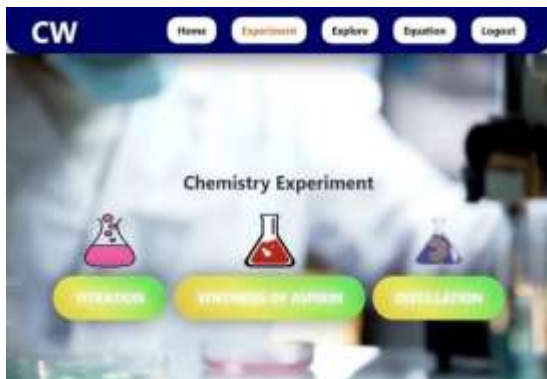 CW
Home Experiment Explore Equation Logout
Chemistry Experiment
TITRATION SYNTHESIS OF ASPIRIN DISTILLATION